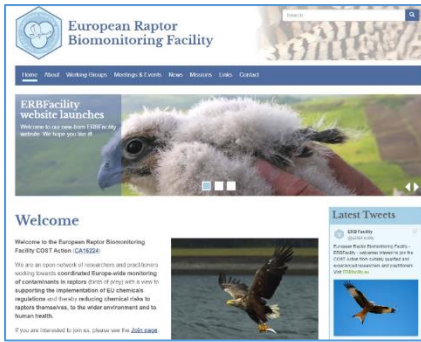 European Raptor
Biomonitoring Facility
Search
Home About Working Groups Meetings & Events News Missions Links Contact
ERBFacility
website launches
Welcome to our new-born ERBFacility
website. We hope you like it!
Welcome
Welcome to the European Raptor Biomonitoring
Facility COST Action (CA16224)
We are an open network of researchers and practitioners
working towards coordinated Europe-wide monitoring
of contaminants in raptors (birds of prey) with a view to
supporting the implementation of EU chemicals
regulations and thereby reducing chemical risks to
raptors themselves, to the wider environment and to
human health.
If you are interested to join us, please see the Join page.
Latest Tweets
ERB Facility
European Raptor Biomonitoring Facility -
ERBFacility - welcomes interest to join the
COST Action from suitably qualified and
experienced researchers and practitioners.
Visit ERBfacility.eu